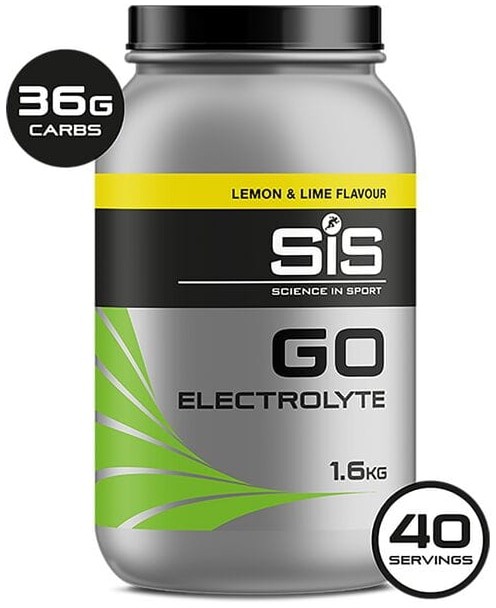 36G
CARBS
LEMON & LIME FLAVOUR
SiS
SCIENCE IN SPORT
GO
ELECTROLYTE
1.6KG
40
SERVINGS